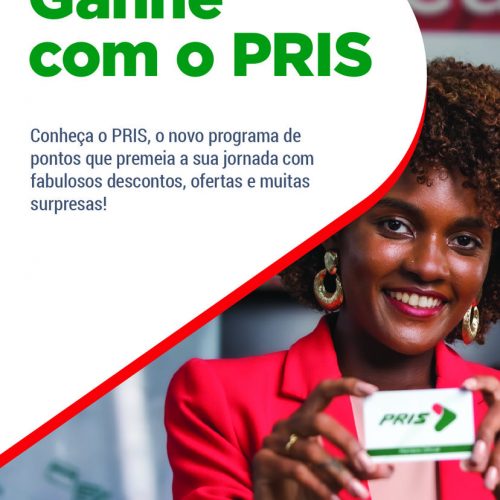 Ganhe
com o PRIS
Conheça o PRIS, o novo programa de
pontos que premeia a sua jornada com
fabulosos descontos, ofertas e muitas
surpresas!
PRIS